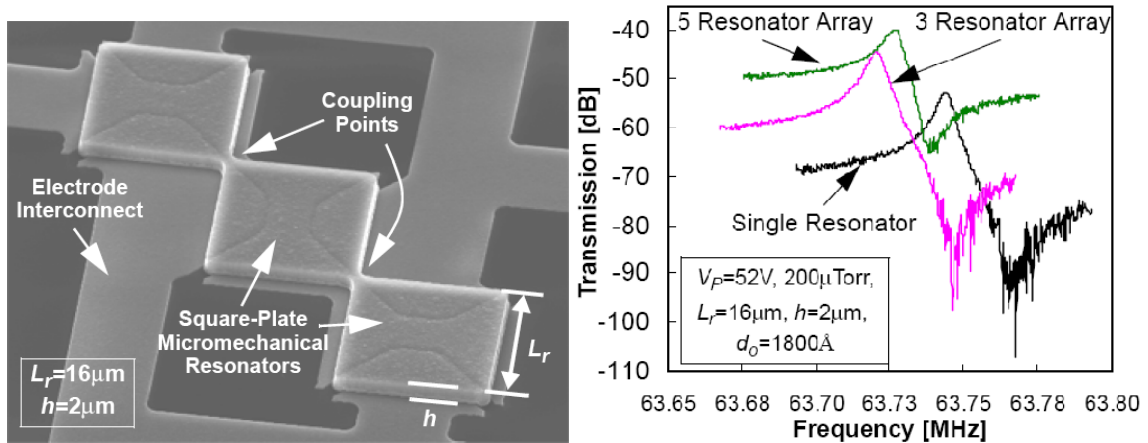 Coupling
Points
Electrode
Interconnect
Square-Plate
Micromechanical
Resonators
Lr
h
Lr=16μm
h=2μm
5 Resonator Array
3 Resonator Array
Single Resonator
VP=52V, 200μTorr,
Lr=16μm, h=2μm,
do=1800Å
Transmission [dB]
-40
-50
-60
-70
-80
-90
-100
-110
63.65 63.68 63.70 63.73 63.75 63.78 63.80
Frequency [MHz]